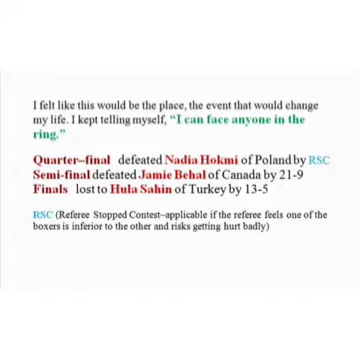 I felt like this would be the place, the event that would change
my life. I kept telling myself, “I can face anyone in the
ring.”
Quarter–final defeated Nadia Hokmi of Poland by RSC
Semi-final defeated Jamie Behal of Canada by 21-9
Finals lost to Hula Sahin of Turkey by 13-5
RSC (Referee Stopped Contest–applicable if the referee feels one of the
boxers is inferior to the other and risks getting hurt badly)